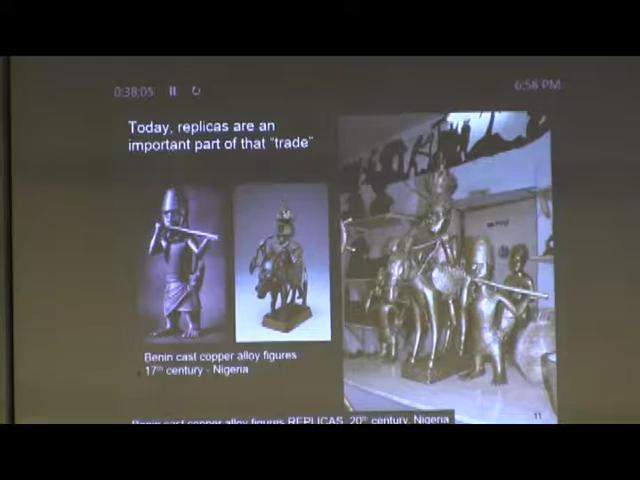 0:38:05
6:58 PM
Today, replicas are an
important part of that “trade”
Benin cast copper alloy figures
17th century - Nigeria
Benin cast copper alloy figures REPLICAS, 20th century, Nigeria
11